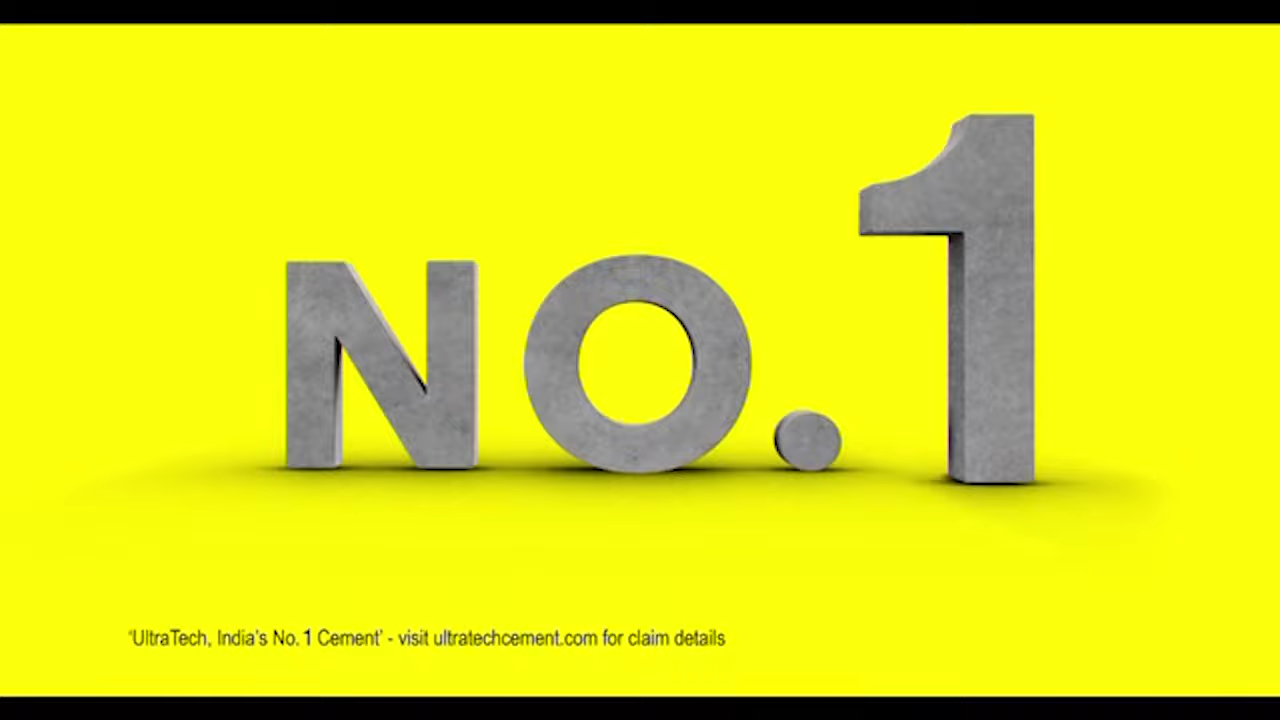 NO.1
'UltraTech, India's No. 1 Cement' - visit ultratechcement.com for claim details